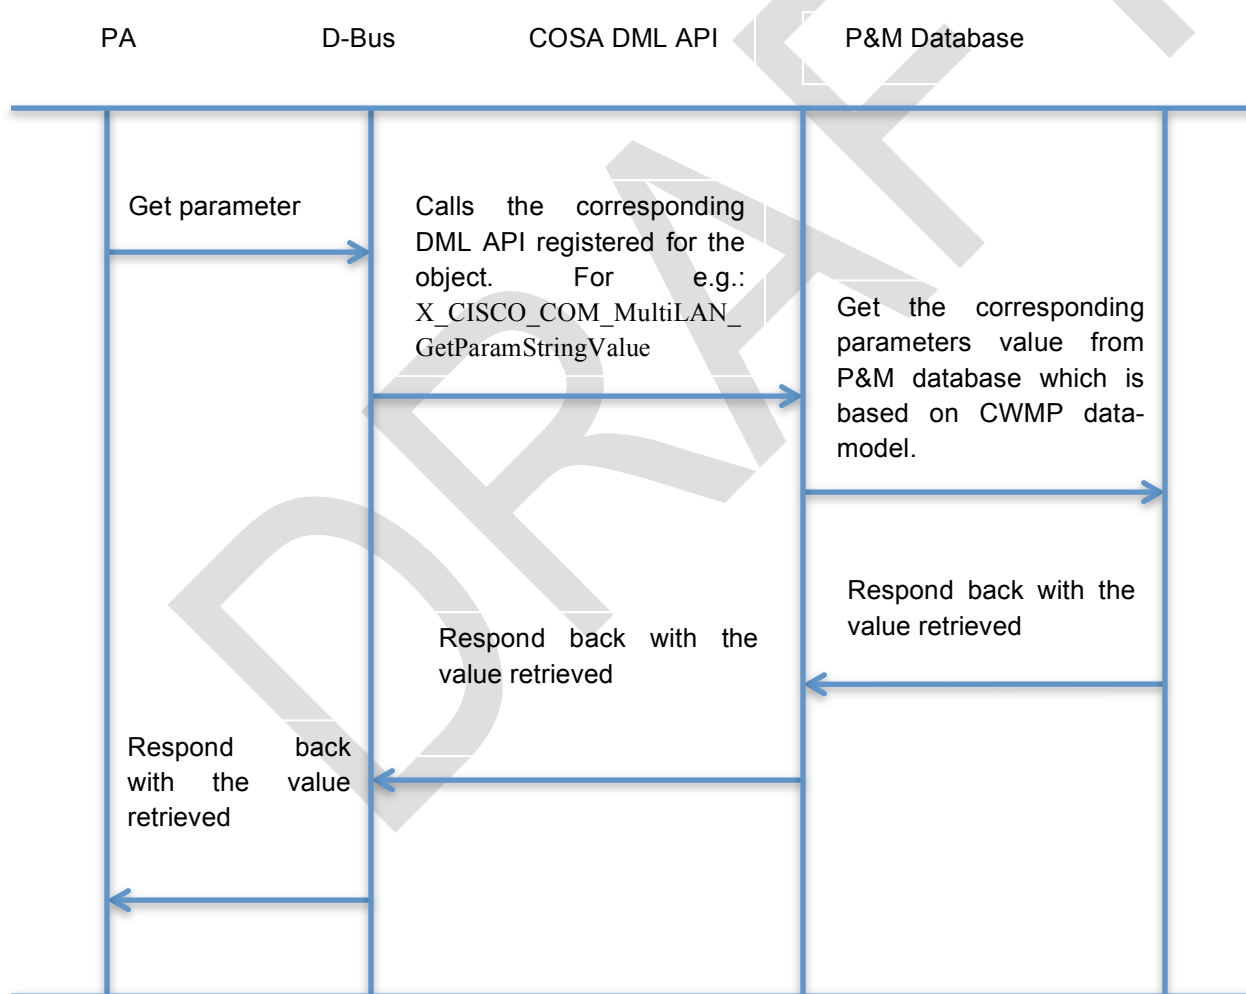 PA D-Bus COSA DML API P&M Database
Get parameter
Calls the corresponding
DML API registered for the
object. For e.g.:
X_CISCO_COM_MultiLAN_
GetParamStringValue
Get the corresponding
parameters value from
P&M database which is
based on CWMP data-
model.
Respond back with the
value retrieved
Respond back with the
value retrieved
Respond back
with the value
retrieved
DRAFT